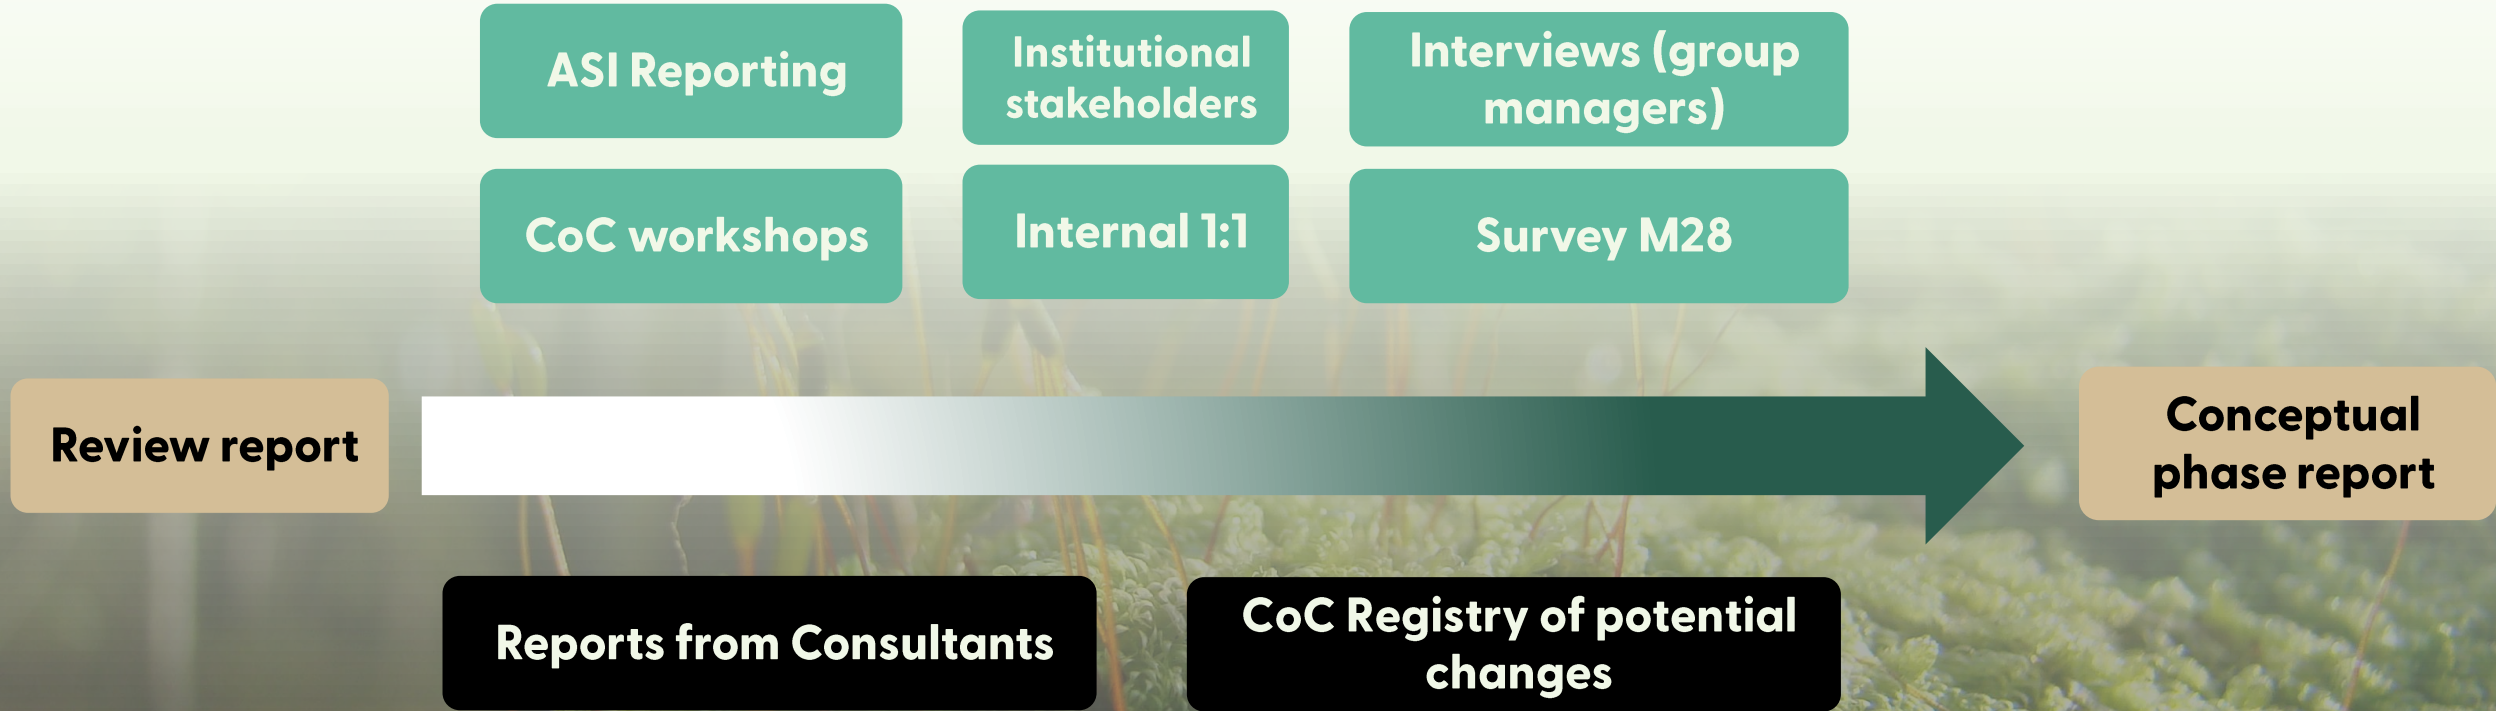 ASI Reporting
Institutional
stakeholders
Interviews (group
managers)
CoC workshops
Internal 1:1
Survey M28
Review report
Conceptual
phase report
Reports from Consultants
CoC Registry of potential
changes